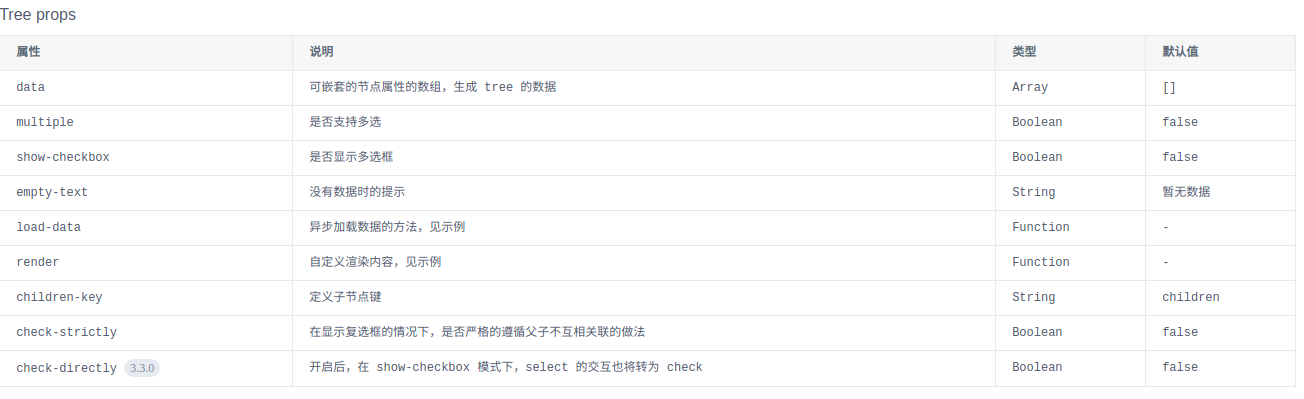 Tree props
属性 说明 类型 默认值
data 可嵌套的节点属性的数组，生成 tree 的数据 Array []
multiple 是否支持多选 Boolean false
show-checkbox 是否显示多选框 Boolean false
empty-text 没有数据时的提示 String 暂无数据
load-data 异步加载数据的方法，见示例 Function -
render 自定义渲染内容，见示例 Function -
children-key 定义子节点键 String children
check-strictly 在显示复选框的情况下，是否严格的遵循父子不互相关联的做法 Boolean false
check-directly 3.3.0 开启后，在 show-checkbox 模式下，select 的交互也将转为 check Boolean false